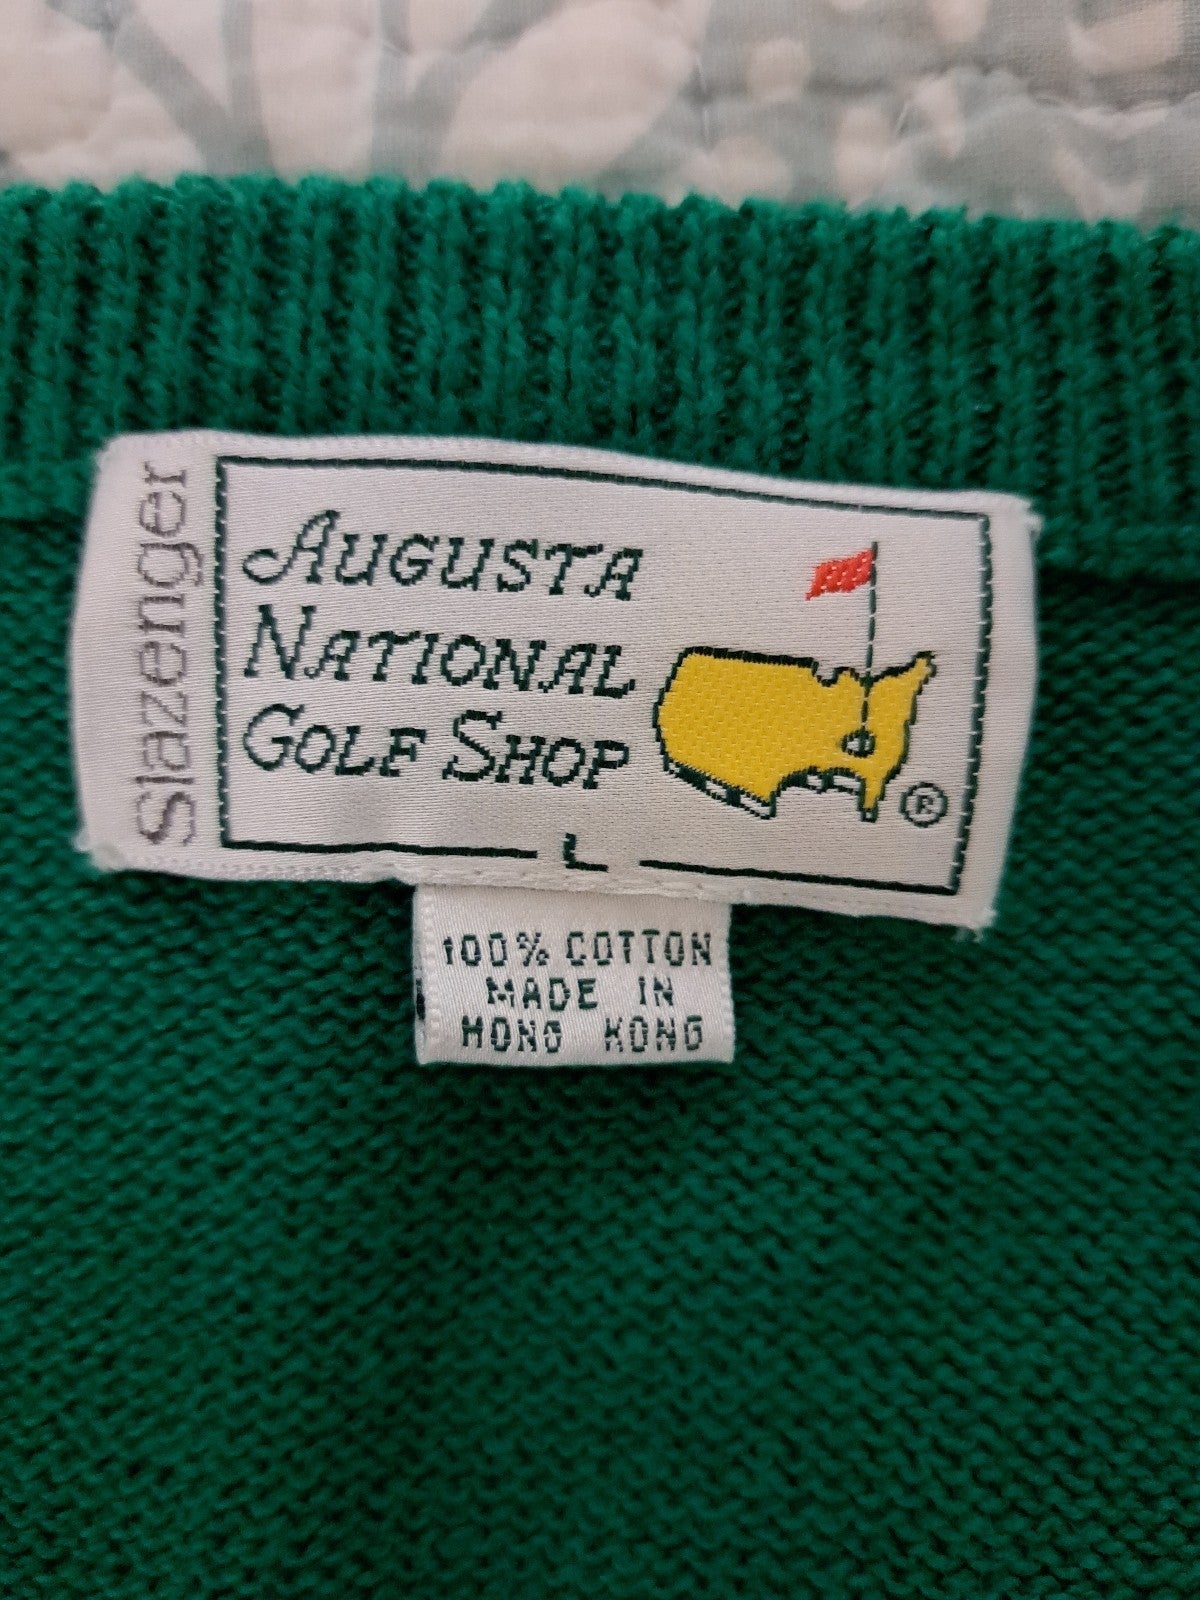 Slazenger
AUGUSTA
NATIONAL
GOLF SHOP
®
L
100% COTTON
MADE IN
HONG KONG